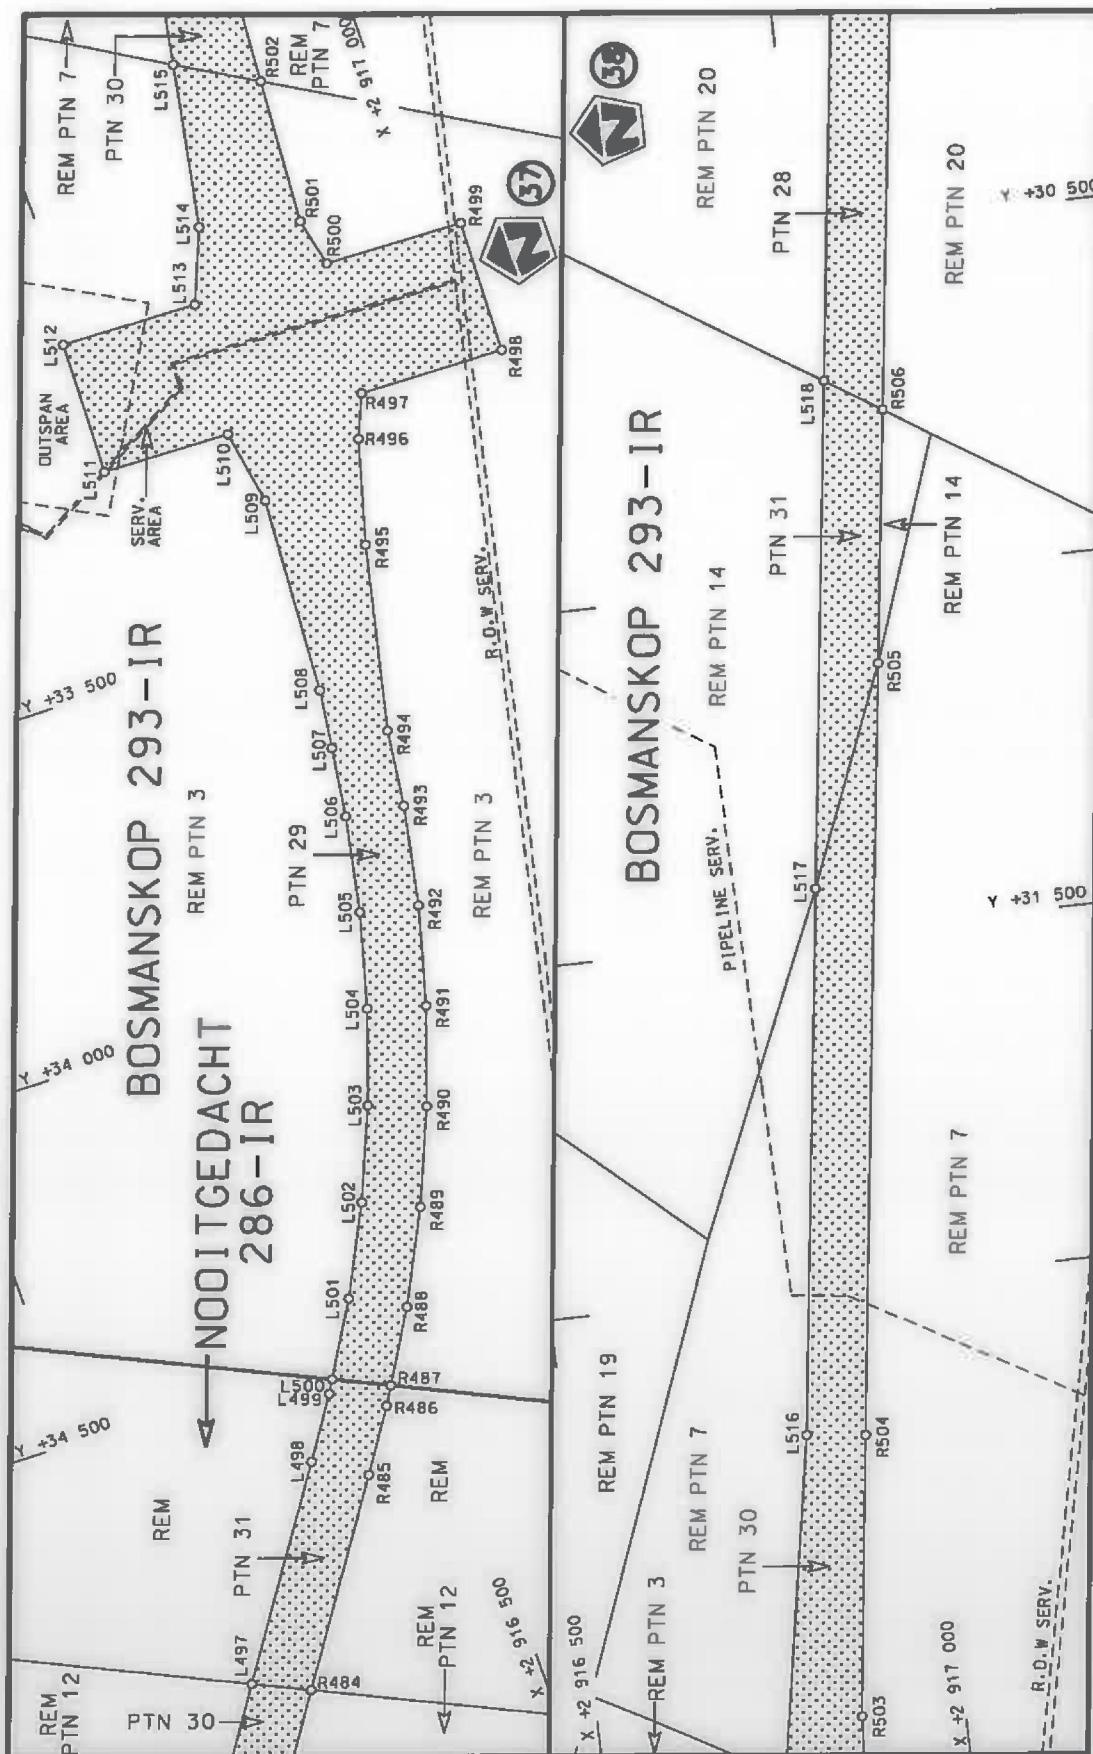 REM PTN 7
PTN 30
L515
R502
REM
PTN 7
X +2 917 000
L514
R501
L513
R500
R499
37
N
L512
OUTSPAN
AREA
L511
SERV.
AREA
L510
L509
R498
R497
R496
R495
R.O.W SERV.
Y +33 500
BOSMANSKOP 293-IR
REM PTN 3
L508
L507
L506
PTN 29
R494
R493
REM PTN 3
L505
R492
L504
R491
Y +34 000
NOOITGEDACHT
286-IR
L503
R490
L502
R489
L501
R488
L500
L499
R487
R486
Y +34 500
L498
R485
REM
REM
PTN 31
L497
R484
REM
PTN 12
REM
PTN 12
PTN 30
X +2 916 500
38
N
REM PTN 20
PTN 28
REM PTN 20
Y +30 500
L518
R506
BOSMANSKOP 293-IR
PTN 31
REM PTN 14
REM PTN 14
R505
PIPELINE SERV.
L517
Y +31 500
REM PTN 7
REM PTN 19
L516
R504
REM PTN 7
PTN 30
REM PTN 3
X +2 916 500
R503
X +2 917 000
R.O.W SERV.